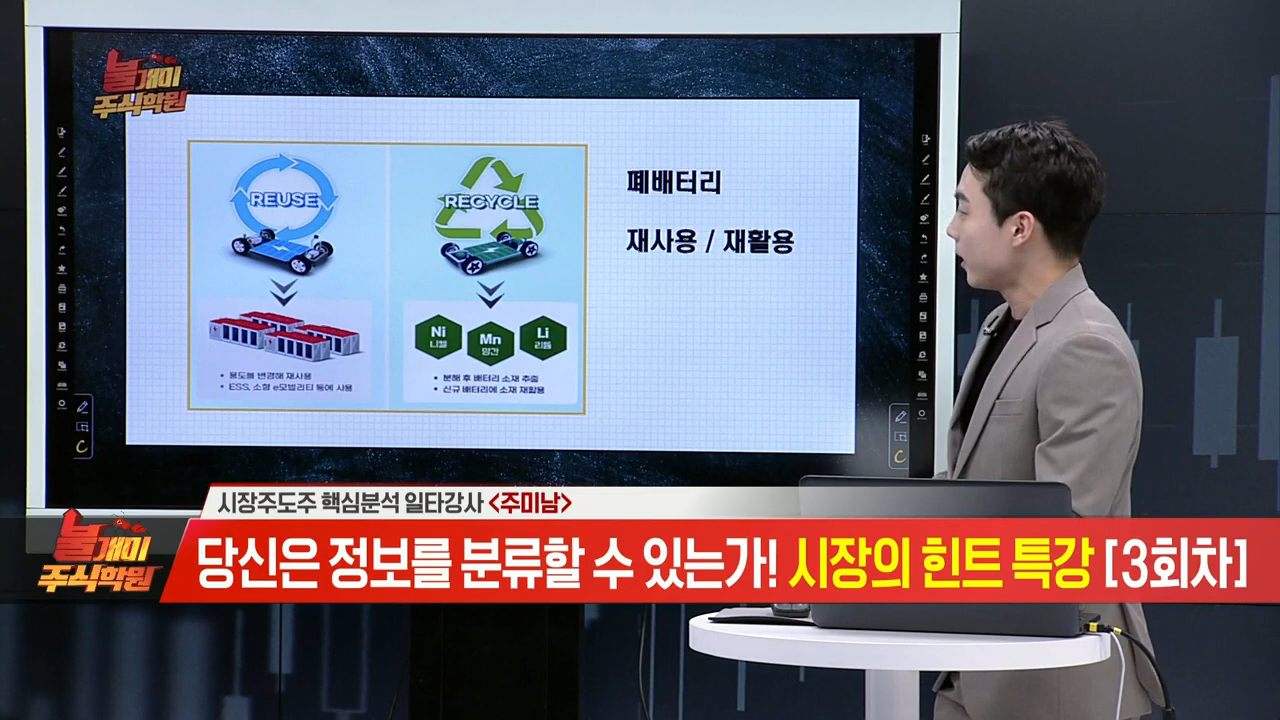 불개미
주식학원
REUSE
RECYCLE
폐배터리
재사용 / 재활용
Ni
니켈
Mn
망간
Li
리튬
• 용도를 변경해 재사용
• ESS, 소형 e모빌리티 등에 사용
• 분해 후 배터리 소재 추출
• 신규 배터리에 소재 재활용
시장주도주 핵심분석 일타강사 <주미남>
불개미
주식학원
당신은 정보를 분류할 수 있는가! 시장의 힌트 특강 [3회차]